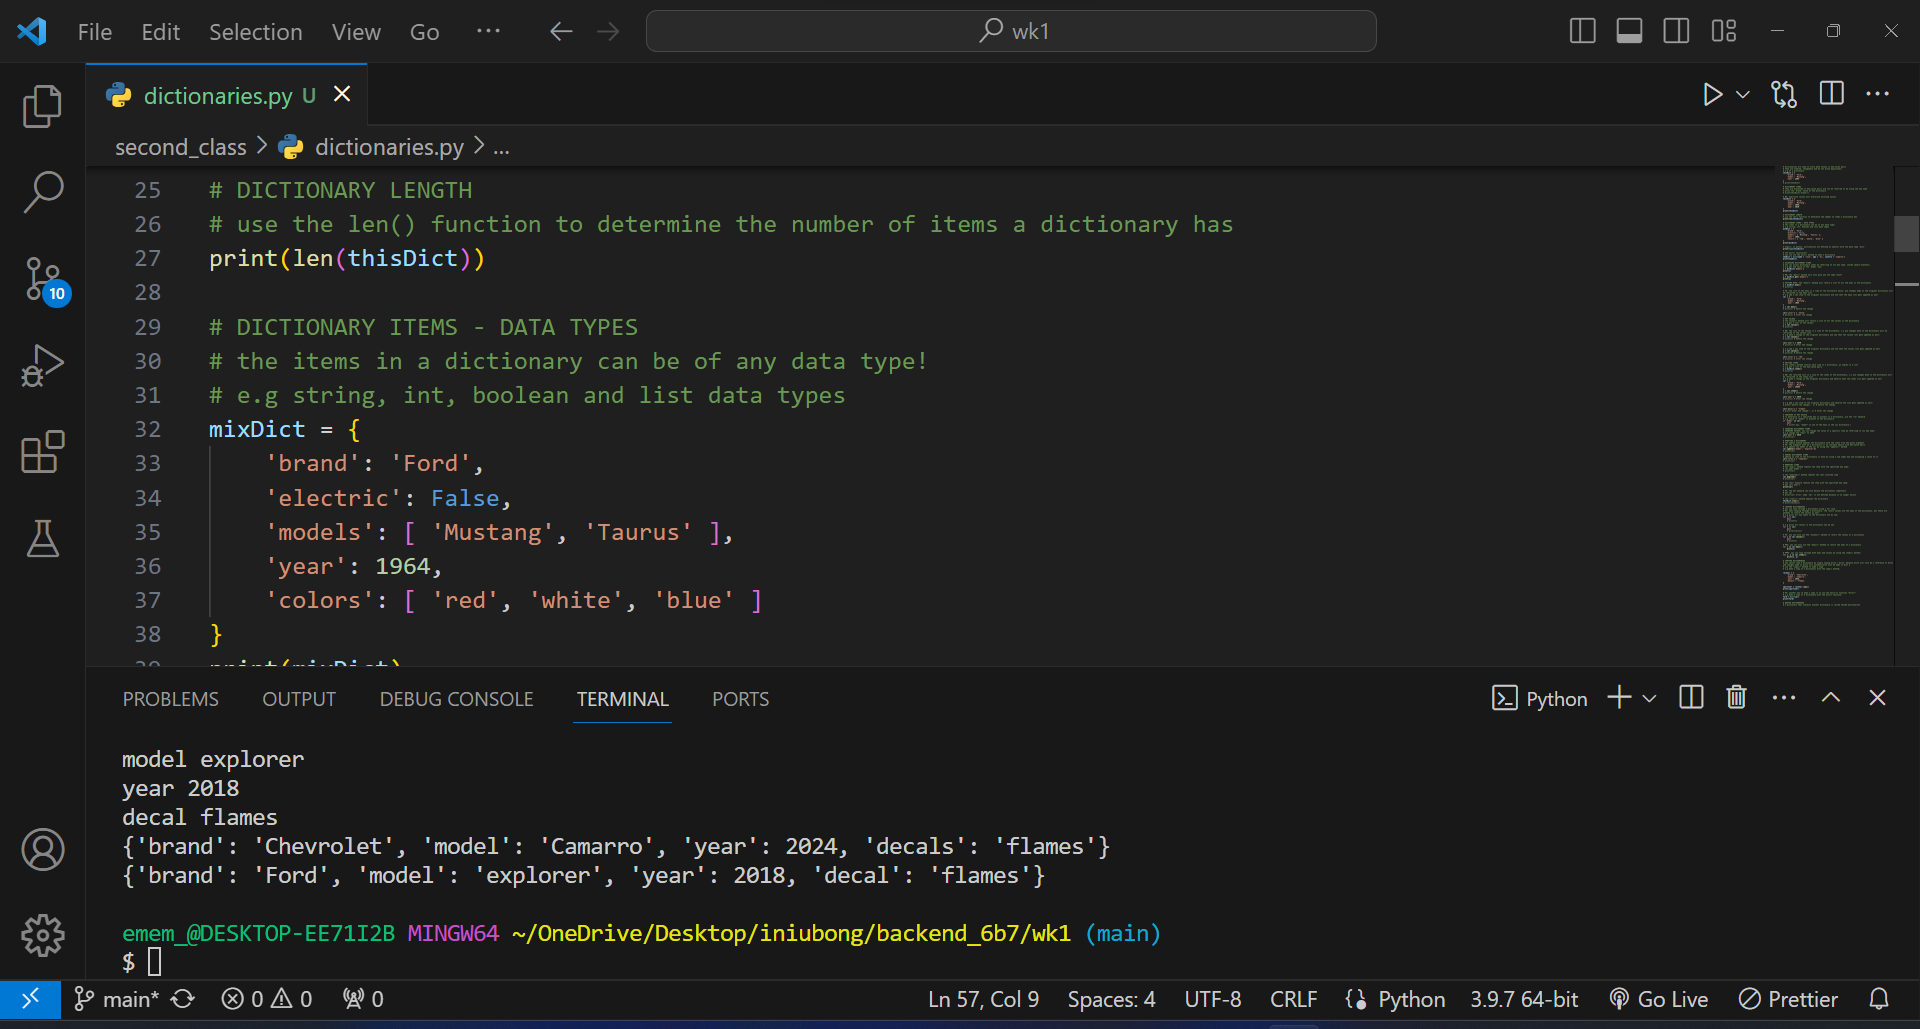 File Edit Selection View Go ··· wk1
dictionaries.py U
second_class > dictionaries.py > ...
25 # DICTIONARY LENGTH
26 # use the len() function to determine the number of items a dictionary has
27 print(len(thisDict))
28
29 # DICTIONARY ITEMS - DATA TYPES
30 # the items in a dictionary can be of any data type!
31 # e.g string, int, boolean and list data types
32 mixDict = {
33 'brand': 'Ford',
34 'electric': False,
35 'models': [ 'Mustang', 'Taurus' ],
36 'year': 1964,
37 'colors': [ 'red', 'white', 'blue' ]
38 }
39 print(mixDict)
10
PROBLEMS OUTPUT DEBUG CONSOLE TERMINAL PORTS Python
model explorer
year 2018
decal flames
{'brand': 'Chevrolet', 'model': 'Camarro', 'year': 2024, 'decals': 'flames'}
{'brand': 'Ford', 'model': 'explorer', 'year': 2018, 'decal': 'flames'}
emem_@DESKTOP-EE71I2B MINGW64 ~/OneDrive/Desktop/iniubong/backend_6b7/wk1 (main)
$
main* 0 0 0 Ln 57, Col 9 Spaces: 4 UTF-8 CRLF Python 3.9.7 64-bit Go Live Prettier